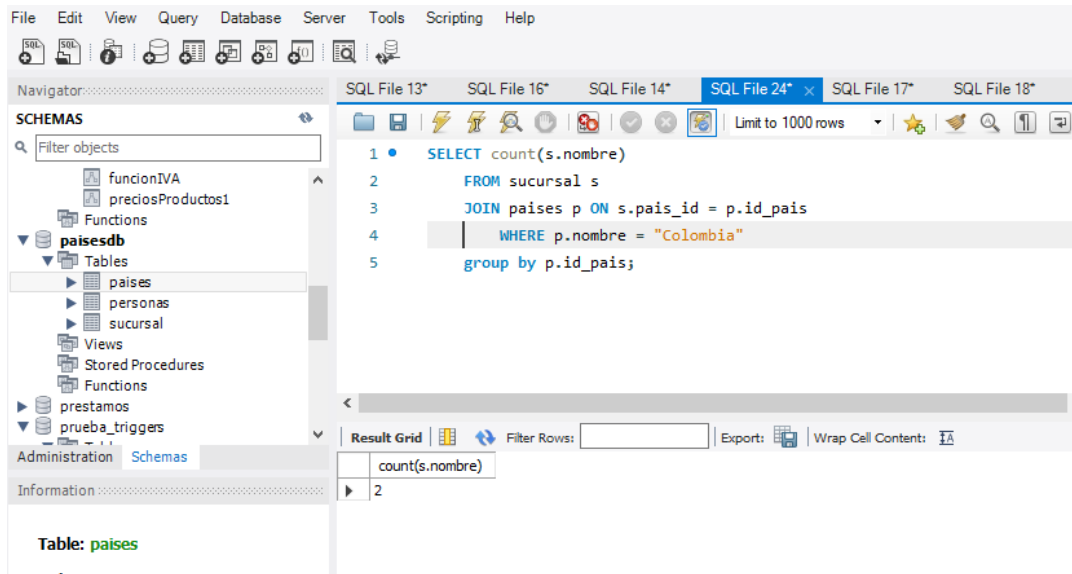 File Edit View Query Database Server Tools Scripting Help
SQL SQL
Navigator
SQL File 13* SQL File 16* SQL File 14* SQL File 24* × SQL File 17* SQL File 18*
SCHEMAS
Limit to 1000 rows
Filter objects
funcionIVA
preciosProductos1
Functions
paisesdb
Tables
paises
personas
sucursal
Views
Stored Procedures
Functions
prestamos
prueba_triggers
Administration Schemas
Information
Table: paises
1 SELECT count(s.nombre)
2 FROM sucursal s
3 JOIN paises p ON s.pais_id = p.id_pais
4 WHERE p.nombre = "Colombia"
5 group by p.id_pais;
Result Grid Filter Rows: Export: Wrap Cell Contents: IA
count(s.nombre)
2